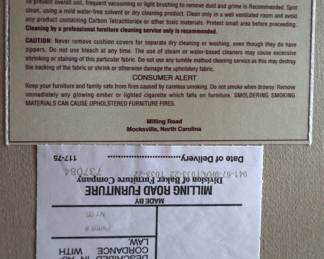 To prevent overall soil, frequent vacuuming or light brushing to remove dust and grime is recommended. Spot
clean, using a mild water-free solvent or dry cleaning product. Clean only in a well ventilated room and avoid
any product containing Carbon Tetrachloride or other toxic materials. Pretest small area before proceeding.
Cleaning by a professional furniture cleaning service only is recommended.
CAUTION: Never remove cushion covers for separate dry cleaning or washing, even though they do have
zippers. Do not use bleach at any time. The use of steam or water-based cleaners may cause excessive
shrinking or staining of this particular fabric. Do not use any tumble method cleaning service as this may destroy
the backing of the fabric or shrink or otherwise damage the upholstery fabric.
CONSUMER ALERT
Keep your furniture and family safe from fires caused by careless smoking. Do not smoke when drowsy. Remove
immediately any glowing ember or lighted cigarette which falls on furniture. SMOLDERING SMOKING
MATERIALS CAN CAUSE UPHOLSTERED FURNITURE FIRES.
Milling Road
Mocksville, North Carolina
117-75
Date of Delivery
737084
Division of Baker Furniture Company
MILLING ROAD FURNITURE
MADE BY
DESCRIBED IN AC
CORDANCE WITH
LAW.